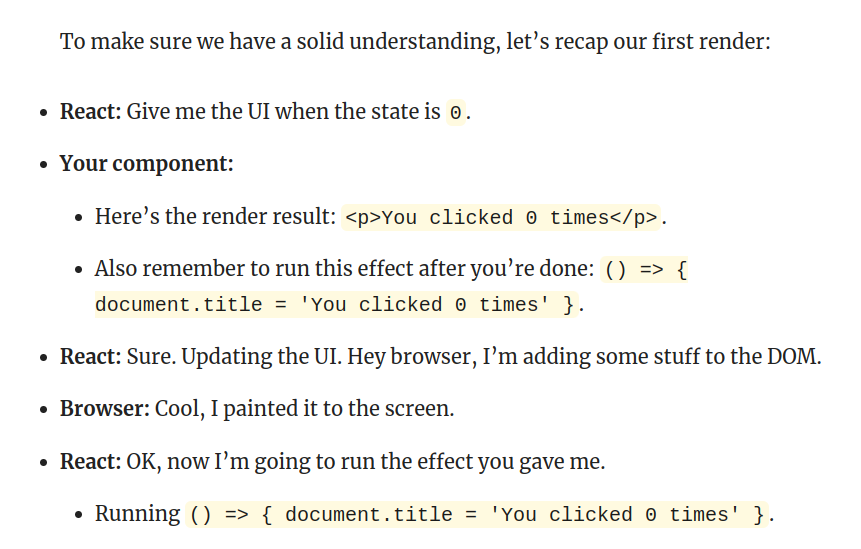 To make sure we have a solid understanding, let’s recap our first render:
React: Give me the UI when the state is 0.
Your component:
Here’s the render result: <p>You clicked 0 times</p>.
Also remember to run this effect after you’re done: () => {
document.title = 'You clicked 0 times' }.
React: Sure. Updating the UI. Hey browser, I’m adding some stuff to the DOM.
Browser: Cool, I painted it to the screen.
React: OK, now I’m going to run the effect you gave me.
Running () => { document.title = 'You clicked 0 times' }.